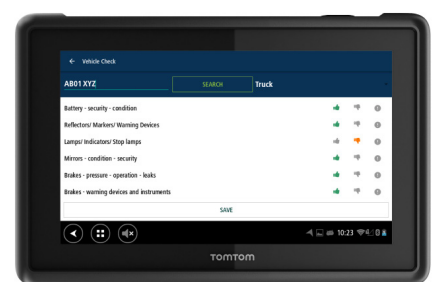 Vehicle Check
AB01 XYZ SEARCH Truck
Battery - security - condition
Reflectors/ Markers/ Warning Devices
Lamps/ Indicators/ Stop lamps
Mirrors - condition - security
Brakes - pressure - operation - leaks
Brakes - warning devices and instruments
SAVE
10:23
TOMTOM